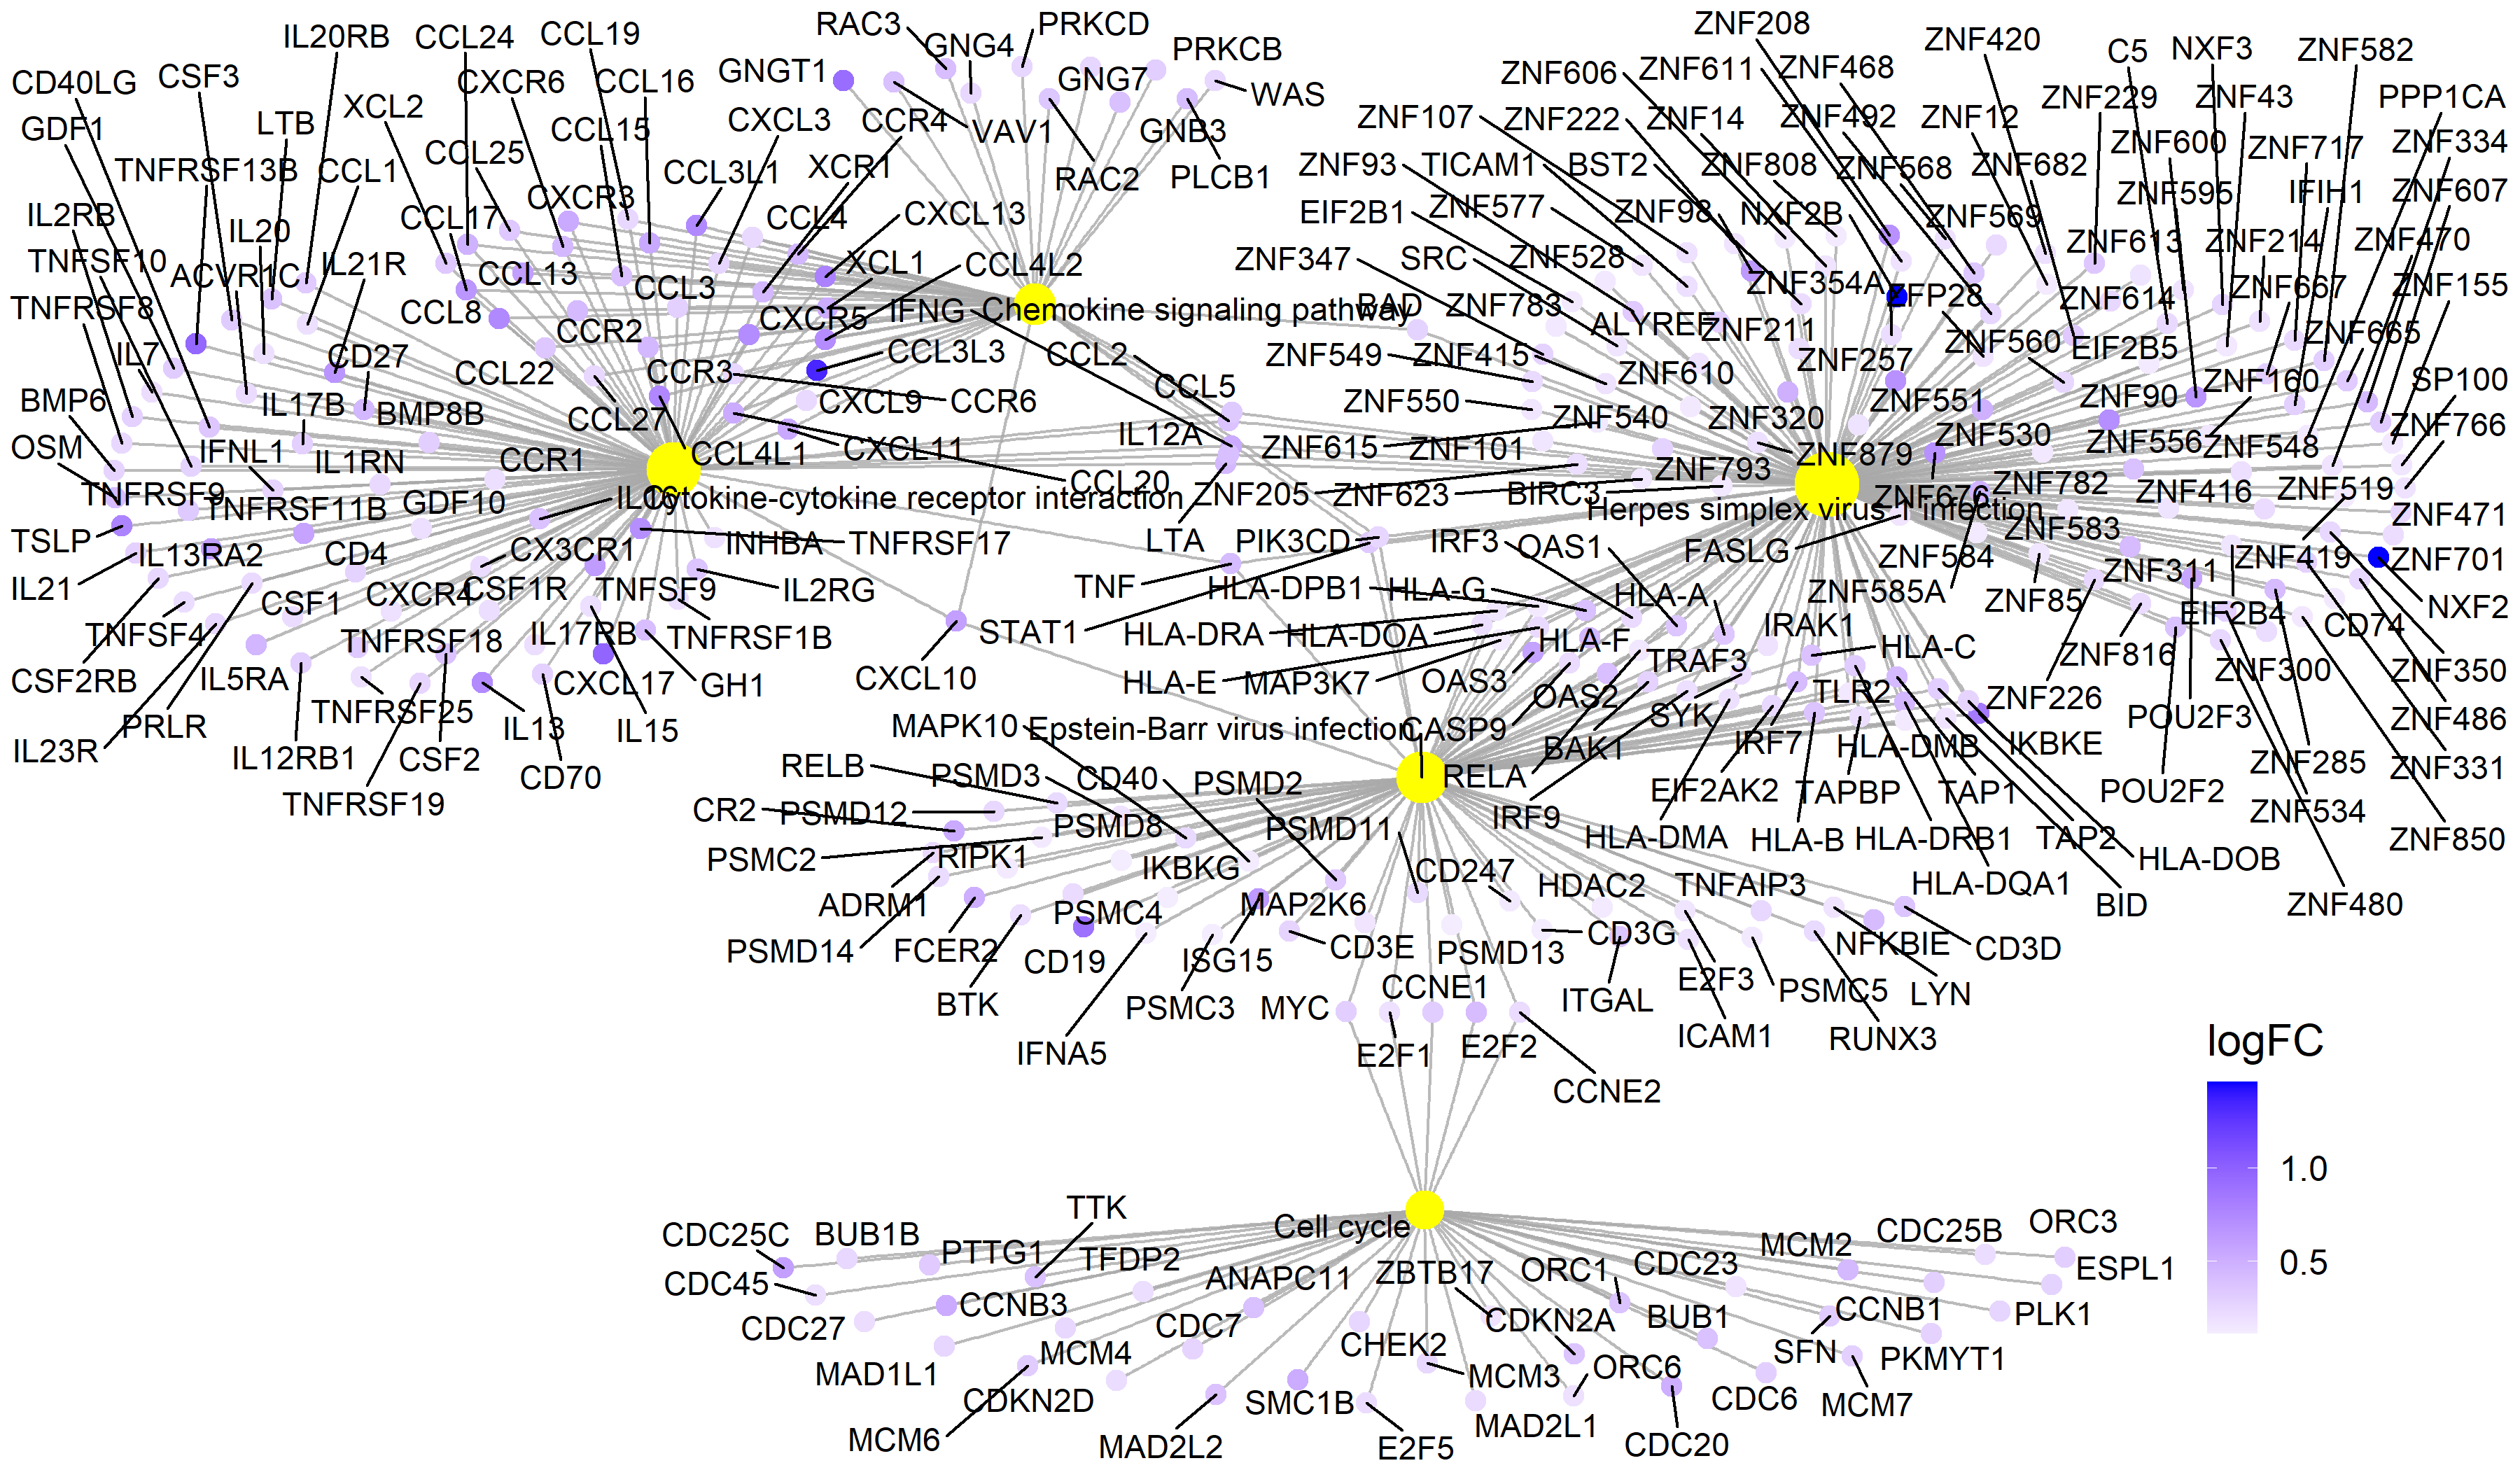 RAC3
PRKCD
ZNF208
IL20RB
CCL24
CCL19
GNG4
PRKCB
ZNF420
C5
NXF3
ZNF582
CD40LG
CSF3
CXCR6
CCL16
GNGT1
GNG7
WAS
ZNF606
ZNF611
ZNF468
ZNF229
ZNF43
PPP1CA
GDF1
LTB
XCL2
CCL15
CXCL3
CCR4
VAV1
GNB3
ZNF107
ZNF222
ZNF14
ZNF492
ZNF12
ZNF600
ZNF717
ZNF334
TNFRSF13B
CCL1
CCL25
CCL3L1
XCR1
RAC2
PLCB1
ZNF93
TICAM1
BST2
ZNF808
ZNF568
ZNF682
ZNF595
IFIH1
ZNF607
IL2RB
IL20
CCL17
CXCR3
CCL4
CXCL13
EIF2B1
ZNF577
ZNF98
NXF2B
ZNF569
ZNF613
ZNF214
ZNF470
TNFSF10
ACVR1C
IL21R
CCL13
CCL3
XCL1
CCL4L2
ZNF347
SRC
ZNF528
ZNF354A
ZFP28
ZNF614
ZNF667
ZNF155
TNFRSF8
CCL8
CCR2
CXCR5
IFNG
Chemokine signaling pathway
BAD
ZNF783
ALYREF
ZNF211
ZNF560
EIF2B5
ZNF665
IL7
CD27
CCL22
CCR3
CCL3L3
CCL2
ZNF549
ZNF415
ZNF610
ZNF257
ZNF160
SP100
BMP6
IL17B
BMP8B
CCL27
CXCL9
CCR6
CCL5
ZNF550
ZNF540
ZNF320
ZNF551
ZNF90
ZNF766
OSM
IFNL1
IL1RN
CCR1
CCL4L1
CXCL11
IL12A
ZNF615
ZNF101
ZNF879
ZNF530
ZNF556
ZNF548
TNFRSF9
TNFRSF11B
GDF10
Cytokine-cytokine receptor interaction
CCL20
ZNF205
ZNF623
BIRC3
ZNF793
ZNF676
ZNF782
ZNF416
ZNF519
TSLP
IL13RA2
CD4
CX3CR1
INHBA
TNFRSF17
LTA
PIK3CD
IRF3
OAS1
Herpes simplex virus 1 infection
FASLG
ZNF584
ZNF583
ZNF471
IL21
CSF1
CXCR4
CSF1R
TNFSF9
IL2RG
TNF
HLA-DPB1
HLA-G
HLA-A
ZNF585A
ZNF85
ZNF311
ZNF419
ZNF701
TNFSF4
TNFRSF18
IL17RB
TNFRSF1B
STAT1
HLA-DRA
HLA-DOA
HLA-F
IRAK1
HLA-C
ZNF816
EIF2B4
CD74
NXF2
CSF2RB
IL5RA
CXCL17
GH1
CXCL10
HLA-E
MAP3K7
OAS3
OAS2
TRAF3
TLR2
ZNF226
ZNF300
ZNF350
PRLR
TNFRSF25
IL13
IL15
MAPK10
Epstein-Barr virus infection
CASP9
BAK1
SYK
IRF7
HLA-DMB
IKBKE
POU2F3
ZNF486
IL23R
IL12RB1
CSF2
CD70
RELB
PSMD3
CD40
PSMD2
RELA
EIF2AK2
TAPBP
TAP1
POU2F2
ZNF285
ZNF331
TNFRSF19
CR2
PSMD12
PSMD8
PSMD11
IRF9
HLA-DMA
HLA-B
HLA-DRB1
TAP2
ZNF534
ZNF850
PSMC2
RIPK1
IKBKG
CD247
HDAC2
TNFAIP3
HLA-DQA1
HLA-DOB
ADRM1
PSMC4
MAP2K6
BID
ZNF480
PSMD14
FCER2
CD19
ISG15
CD3E
PSMD13
CD3G
NFKBIE
CD3D
BTK
PSMC3
MYC
CCNE1
ITGAL
E2F3
PSMC5
LYN
IFNA5
E2F1
E2F2
ICAM1
RUNX3
CCNE2
logFC
1.0
0.5
TTK
CDC25C
BUB1B
PTTG1
TFDP2
Cell cycle
MCM2
CDC25B
ORC3
CDC45
ANAPC11
ZBTB17
ORC1
CDC23
ESPL1
CDC27
CCNB3
CDC7
CDKN2A
BUB1
CCNB1
PLK1
MAD1L1
MCM4
CHEK2
MCM3
ORC6
SFN
PKMYT1
MCM6
CDKN2D
SMC1B
MAD2L1
CDC6
MCM7
MAD2L2
E2F5
CDC20